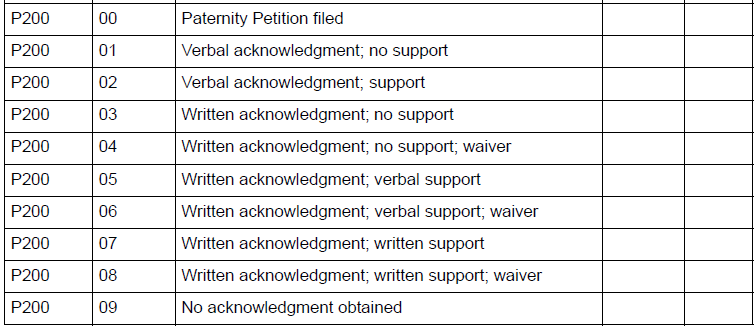 P200 00 Paternity Petition filed
P200 01 Verbal acknowledgment; no support
P200 02 Verbal acknowledgment; support
P200 03 Written acknowledgment; no support
P200 04 Written acknowledgment; no support; waiver
P200 05 Written acknowledgment; verbal support
P200 06 Written acknowledgment; verbal support; waiver
P200 07 Written acknowledgment; written support
P200 08 Written acknowledgment; written support; waiver
P200 09 No acknowledgment obtained